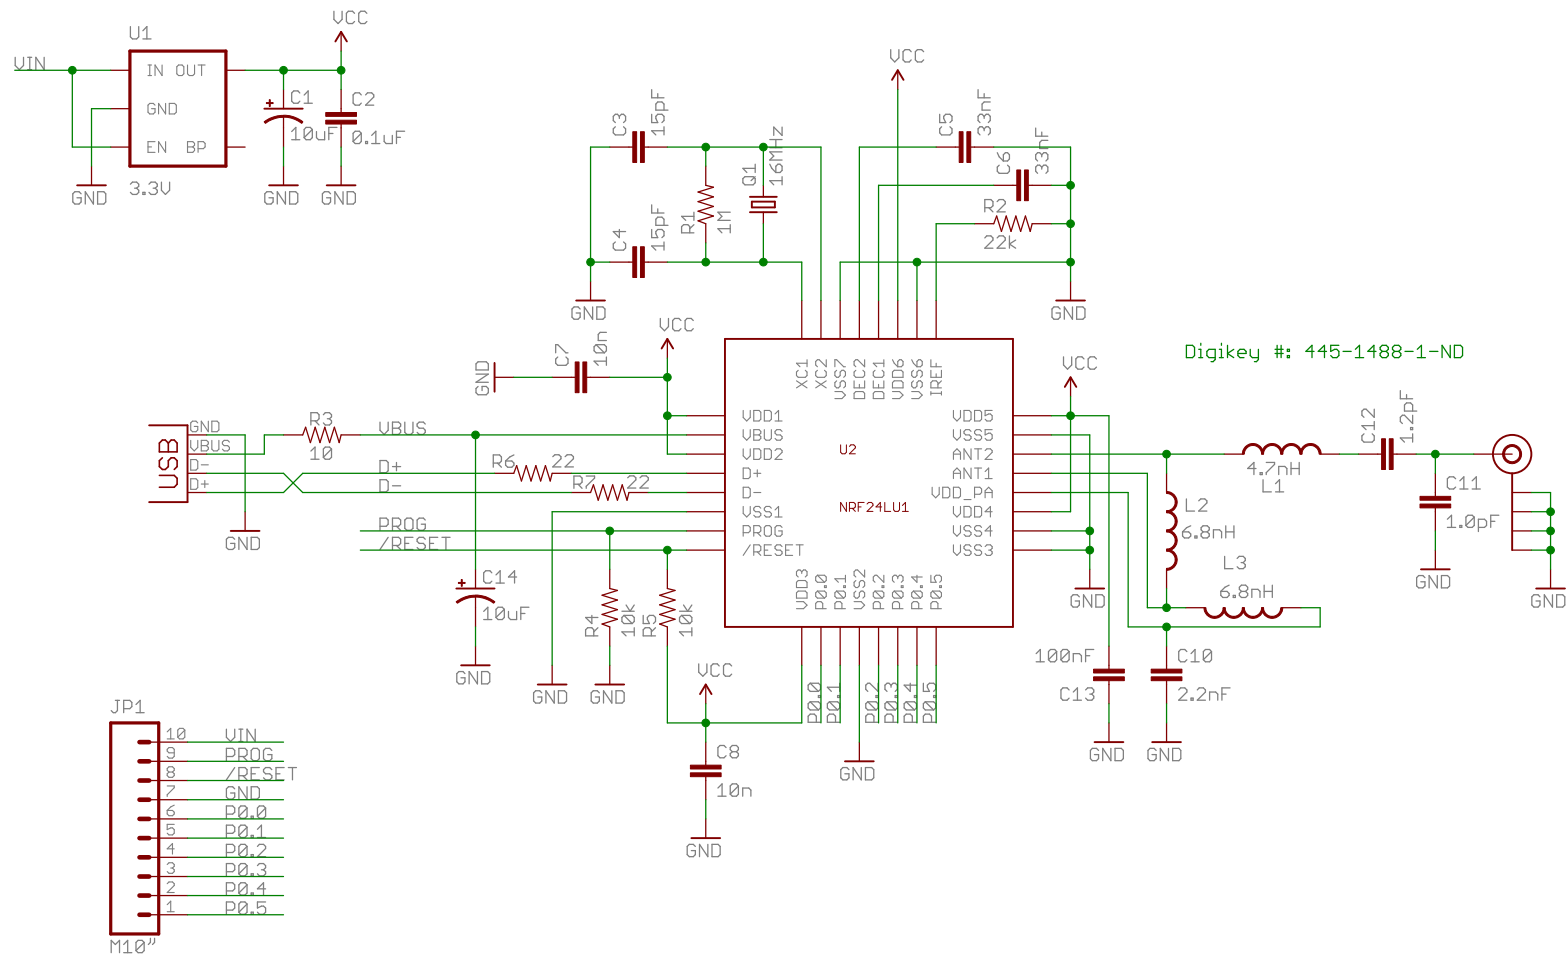 U1
VCC
VIN
IN OUT
GND
EN BP
3.3V
GND
C1
10uF
GND
C2
0.1uF
GND
C3
15pF
C4
15pF
R1
1M
Q1
16MHz
GND
VCC
C5
33nF
C6
33nF
R2
22k
GND
VCC
C7
10n
GND
XC1
XC2
VSS7
DEC2
DEC1
VDD6
VSS6
IREF
VDD1
VBUS
VDD2
D+
D-
VSS1
PROG
/RESET
U2
NRF24LU1
VDD5
VSS5
ANT2
ANT1
VDD_PA
VDD4
VSS4
VSS3
VDD3
P0.0
P0.1
VSS2
P0.2
P0.3
P0.4
P0.5
USB
GND
VBUS
D-
D+
GND
R3
10
VBUS
D+
D-
R6
22
R7
22
PROG
/RESET
C14
10uF
GND
GND
R4
10k
GND
R5
10k
VCC
C8
10n
GND
P0.0
P0.1
P0.2
P0.3
P0.4
P0.5
GND
VCC
GND
100nF
C13
GND
C10
2.2nF
GND
Digikey #: 445-1488-1-ND
4.7nH
L1
L2
6.8nH
L3
6.8nH
C12
1.2pF
C11
1.0pF
GND
GND
JP1
10 VIN
9 PROG
8 /RESET
7 GND
6 P0.0
5 P0.1
4 P0.2
3 P0.3
2 P0.4
1 P0.5
M10"